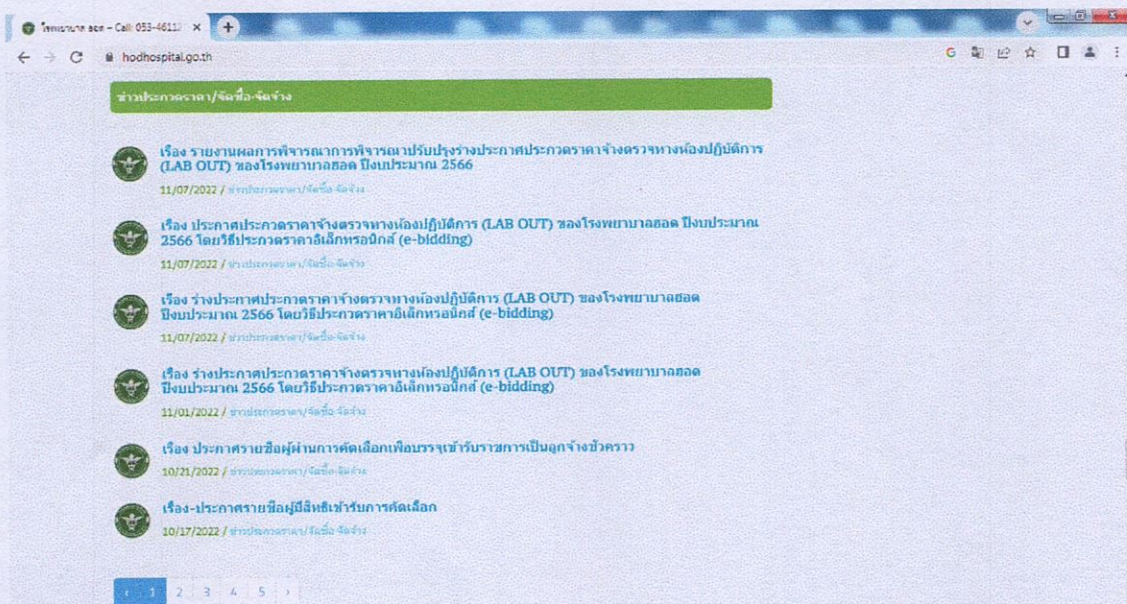 โรงพยาบาล ฮอด – Call: 053-46112
hodhospital.go.th
ข่าวประกวดราคา/จัดซื้อ-จัดจ้าง
เรื่อง รายงานผลการพิจารณาการพิจารณาปรับปรุงร่างประกาศประกวดราคาจ้างตรวจทางห้องปฏิบัติการ
(LAB OUT) ของโรงพยาบาลฮอด ปีงบประมาณ 2566
11/07/2022 / ข่าวประกวดราคา/จัดซื้อ-จัดจ้าง
เรื่อง ประกาศประกวดราคาจ้างตรวจทางห้องปฏิบัติการ (LAB OUT) ของโรงพยาบาลฮอด ปีงบประมาณ
2566 โดยวิธีประกวดราคาอิเล็กทรอนิกส์ (e-bidding)
11/07/2022 / ข่าวประกวดราคา/จัดซื้อ-จัดจ้าง
เรื่อง ร่างประกาศประกวดราคาจ้างตรวจทางห้องปฏิบัติการ (LAB OUT) ของโรงพยาบาลฮอด
ปีงบประมาณ 2566 โดยวิธีประกวดราคาอิเล็กทรอนิกส์ (e-bidding)
11/07/2022 / ข่าวประกวดราคา/จัดซื้อ-จัดจ้าง
เรื่อง ร่างประกาศประกวดราคาจ้างตรวจทางห้องปฏิบัติการ (LAB OUT) ของโรงพยาบาลฮอด
ปีงบประมาณ 2566 โดยวิธีประกวดราคาอิเล็กทรอนิกส์ (e-bidding)
11/01/2022 / ข่าวประกวดราคา/จัดซื้อ-จัดจ้าง
เรื่อง ประกาศรายชื่อผู้ผ่านการคัดเลือกเพื่อบรรจุเข้ารับราชการเป็นลูกจ้างชั่วคราว
10/21/2022 / ข่าวประกวดราคา/จัดซื้อ-จัดจ้าง
เรื่อง-ประกาศรายชื่อผู้มีสิทธิเข้ารับการคัดเลือก
10/17/2022 / ข่าวประกวดราคา/จัดซื้อ-จัดจ้าง
‹ 1 2 3 4 5 ›